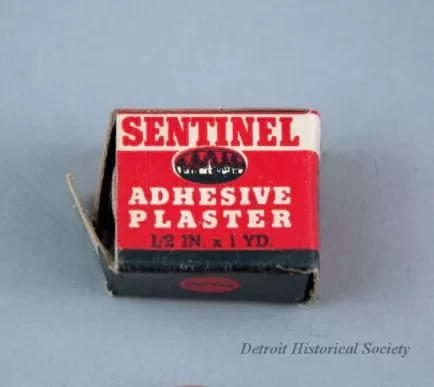 SENTINEL
ADHESIVE
PLASTER
1/2 IN. x 1 YD.
Detroit Historical Society